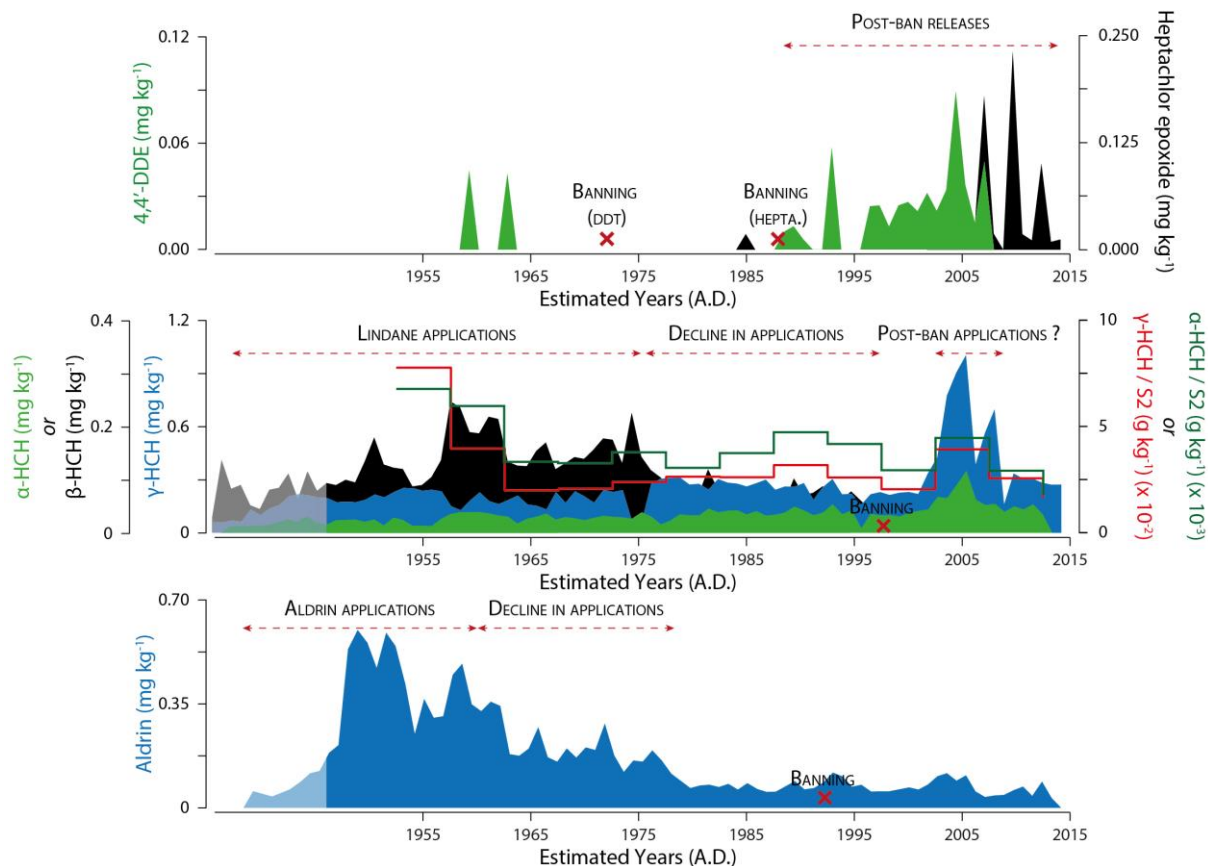 POST-BAN RELEASES
0.12
0.06
0.00
4,4'-DDE (mg kg⁻¹)
0.250
0.125
0.000
Heptachlor epoxide (mg kg⁻¹)
BANNING
(DDT)
BANNING
(HEPTA.)
1955 1965 1975 1985 1995 2005 2015
Estimated Years (A.D.)
α-HCH (mg kg⁻¹)
or
β-HCH (mg kg⁻¹)
0.4
0.2
0
γ-HCH (mg kg⁻¹)
1.2
0.6
0
LINDANE APPLICATIONS
DECLINE IN APPLICATIONS
POST-BAN APPLICATIONS ?
BANNING
10
5
0
γ-HCH / S2 (g kg⁻¹) (x 10⁻²)
or
α-HCH / S2 (g kg⁻¹) (x 10⁻³)
1955 1965 1975 1985 1995 2005 2015
Estimated Years (A.D.)
Aldrin (mg kg⁻¹)
0.70
0.35
0
ALDRIN APPLICATIONS
DECLINE IN APPLICATIONS
BANNING
1955 1965 1975 1985 1995 2005 2015
Estimated Years (A.D.)